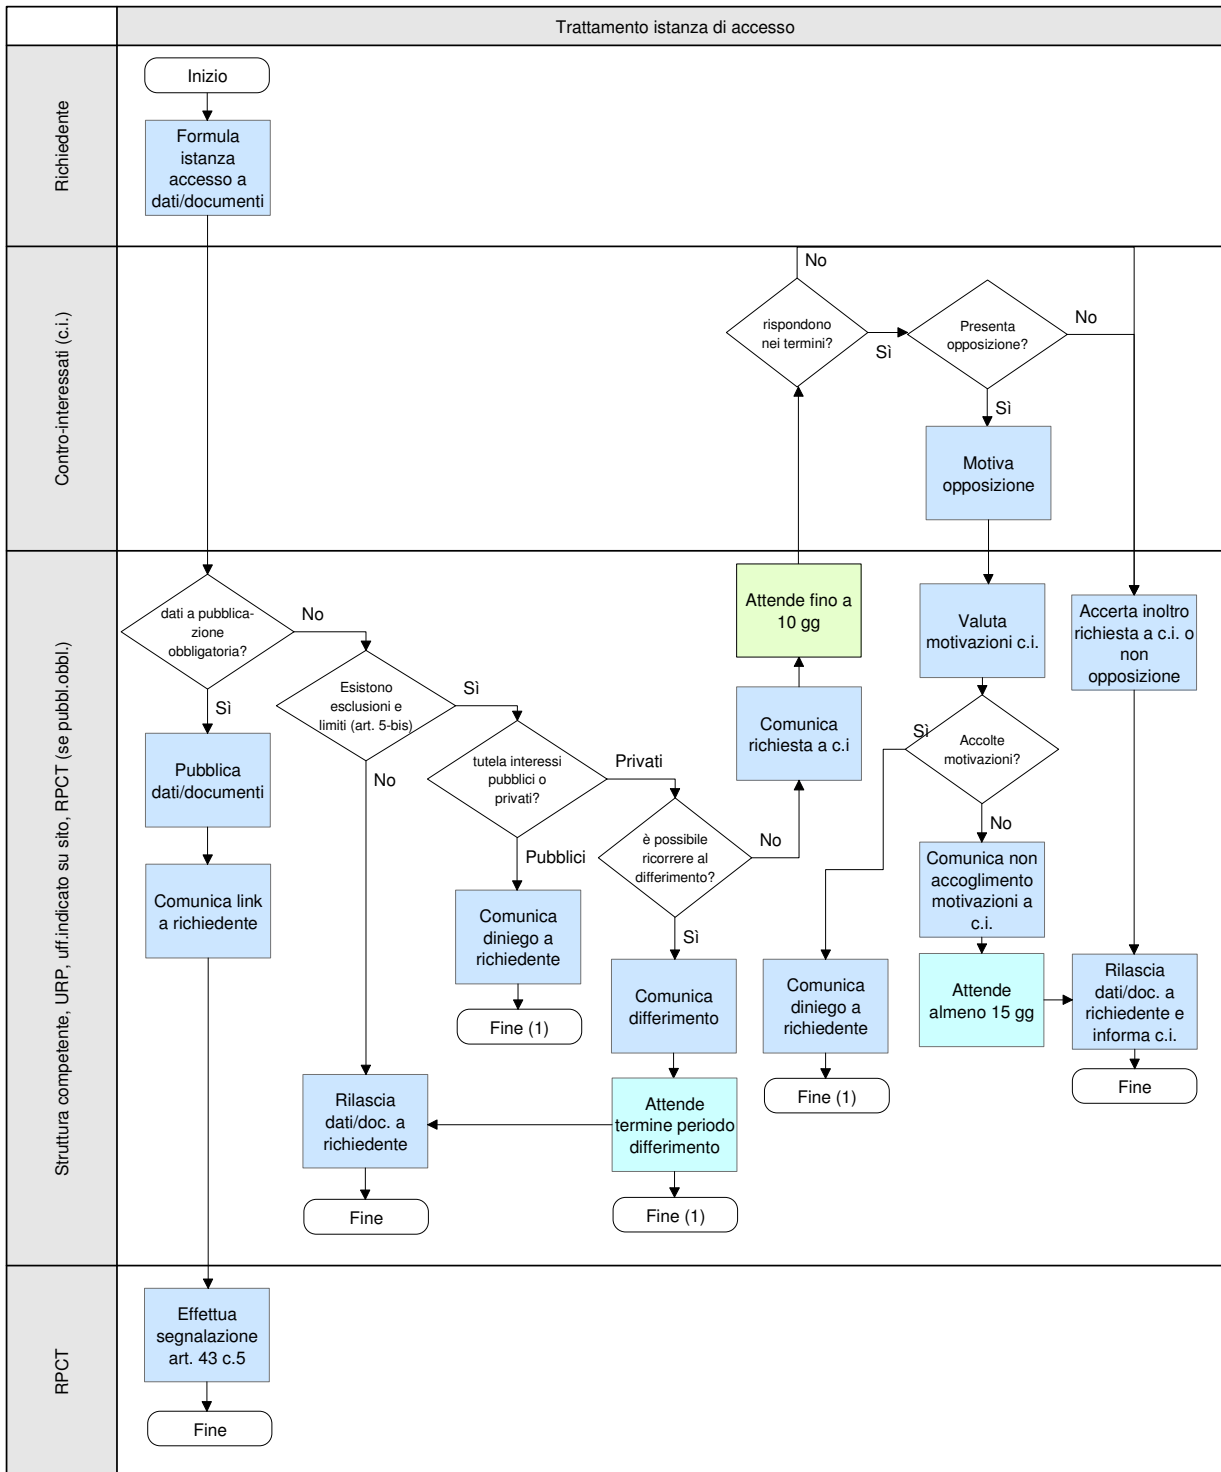 Trattamento istanza di accesso
Richiedente
Inizio
Formula
istanza
accesso a
dati/documenti
Contro-interessati (c.i.)
No
rispondono
nei termini?
Sì
Presenta
opposizione?
No
Sì
Motiva
opposizione
Struttura competente, URP, uff.indicato su sito, RPCT (se pubbl.obbl.)
dati a pubblica-
zione
obbligatoria?
No
Sì
Pubblica
dati/documenti
Comunica link
a richiedente
Esistono
esclusioni e
limiti (art. 5-bis)
Sì
No
tutela interessi
pubblici o
privati?
Privati
Pubblici
Comunica
diniego a
richiedente
Fine (1)
è possibile
ricorrere al
differimento?
No
Sì
Comunica
differimento
Attende
termine periodo
differimento
Fine (1)
Rilascia
dati/doc. a
richiedente
Fine
Comunica
richiesta a c.i
Attende fino a
10 gg
Valuta
motivazioni c.i.
Accolte
motivazioni?
Sì
No
Comunica
diniego a
richiedente
Fine (1)
Comunica non
accoglimento
motivazioni a
c.i.
Attende
almeno 15 gg
Accerta inoltro
richiesta a c.i. o
non
opposizione
Rilascia
dati/doc. a
richiedente e
informa c.i.
Fine
RPCT
Effettua
segnalazione
art. 43 c.5
Fine